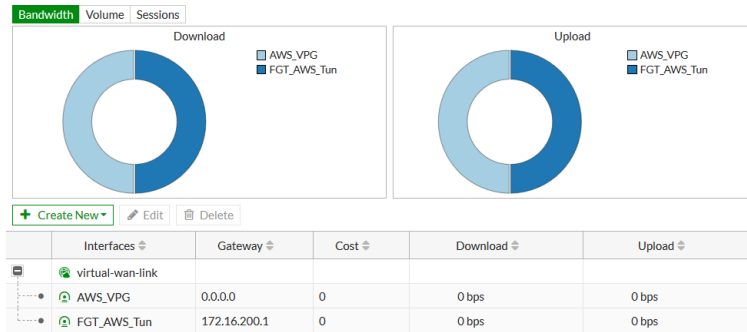 Bandwidth Volume Sessions
Download
AWS_VPG
FGT_AWS_Tun
Upload
AWS_VPG
FGT_AWS_Tun
Create New Edit Delete
Interfaces Gateway Cost Download Upload
virtual-wan-link
AWS_VPG 0.0.0.0 0 0 bps 0 bps
FGT_AWS_Tun 172.16.200.1 0 0 bps 0 bps